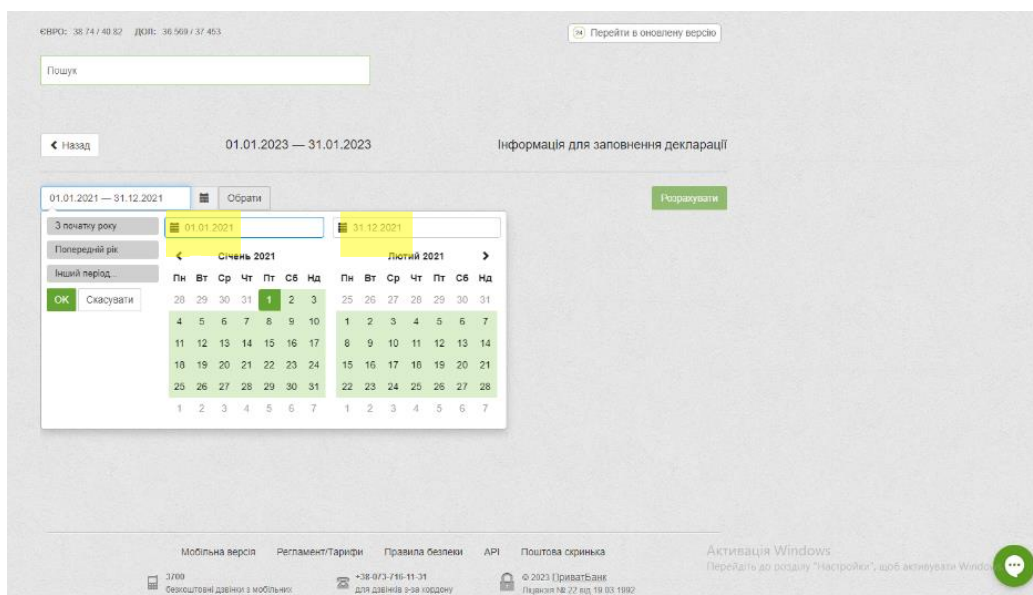 ЄВРО: 38.74 / 40.82 ДОЛ: 36.569 / 37.453
24 Перейти в оновлену версію
Пошук
Назад 01.01.2023 — 31.01.2023 Інформація для заповнення декларації
01.01.2021 — 31.12.2021 Обрати Розрахувати
З початку року 01.01.2021 31.12.2021
Попередній рік Січень 2021 Лютий 2021
Інший період... Пн Вт Ср Чт Пт Сб Нд Пн Вт Ср Чт Пт Сб Нд
OK Скасувати 28 29 30 31 1 2 3 25 26 27 28 29 30 31
4 5 6 7 8 9 10 1 2 3 4 5 6 7
11 12 13 14 15 16 17 8 9 10 11 12 13 14
18 19 20 21 22 23 24 15 16 17 18 19 20 21
25 26 27 28 29 30 31 22 23 24 25 26 27 28
1 2 3 4 5 6 7 1 2 3 4 5 6 7
Мобільна версія Регламент/Тарифи Правила безпеки API Поштова скринька
Активація Windows
Перейдіть до розділу "Настройки", щоб активувати Windows
3700 +38-073-716-11-31 © 2023 ПриватБанк
безкоштовні дзвінки з мобільних для дзвінків з-за кордону Ліцензія № 22 від 19.03.1992